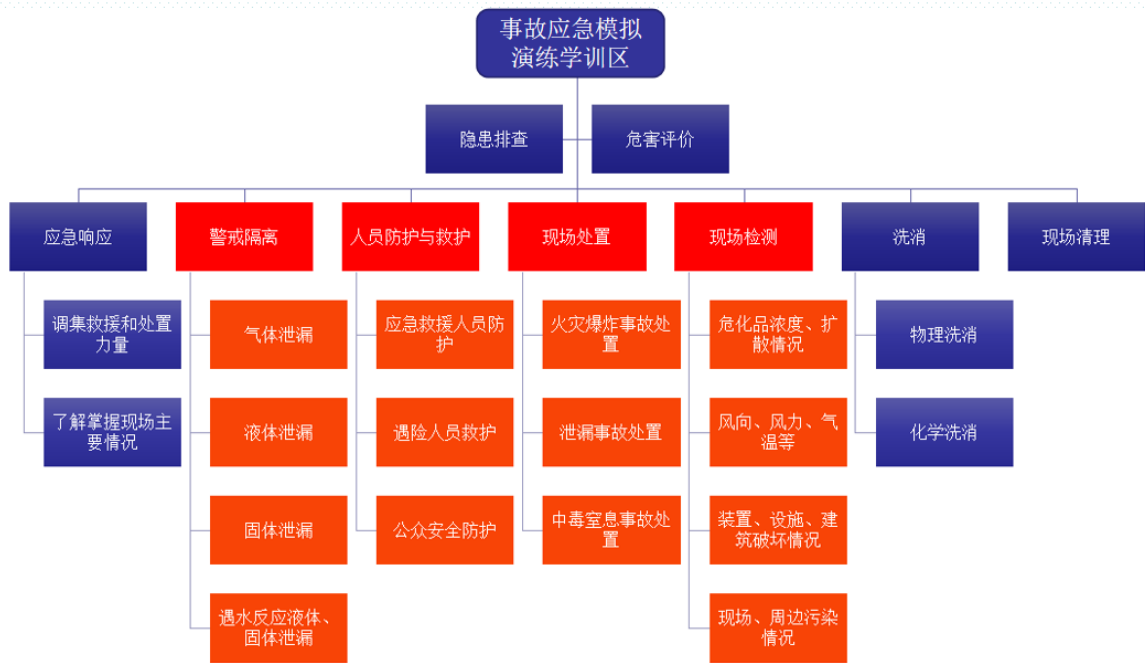 事故应急模拟
演练学训区
隐患排查
危害评价
应急响应
警戒隔离
人员防护与救护
现场处置
现场检测
洗消
现场清理
调集救援和处置
力量
气体泄漏
应急救援人员防
护
火灾爆炸事故处
置
危化品浓度、扩
散情况
物理洗消
了解掌握现场主
要情况
液体泄漏
遇险人员救护
泄漏事故处置
风向、风力、气
温等
化学洗消
固体泄漏
公众安全防护
中毒窒息事故处
置
装置、设施、建
筑破坏情况
遇水反应液体、
固体泄漏
现场、周边污染
情况